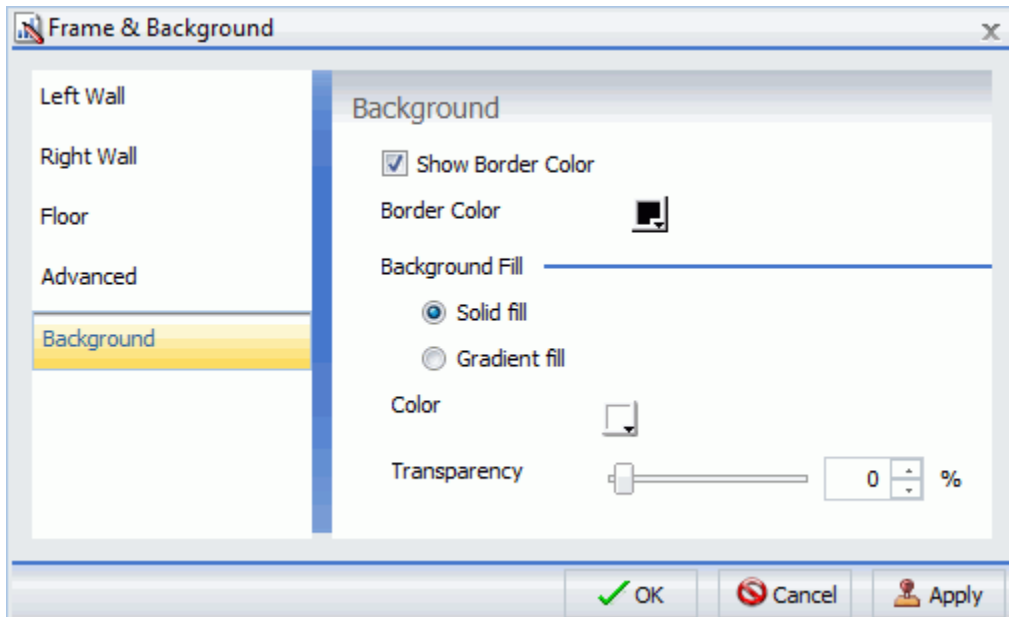 Frame & Background
x
Left Wall
Right Wall
Floor
Advanced
Background
Background
Show Border Color
Border Color
Background Fill
Solid fill
Gradient fill
Color
Transparency 0 %
OK Cancel Apply